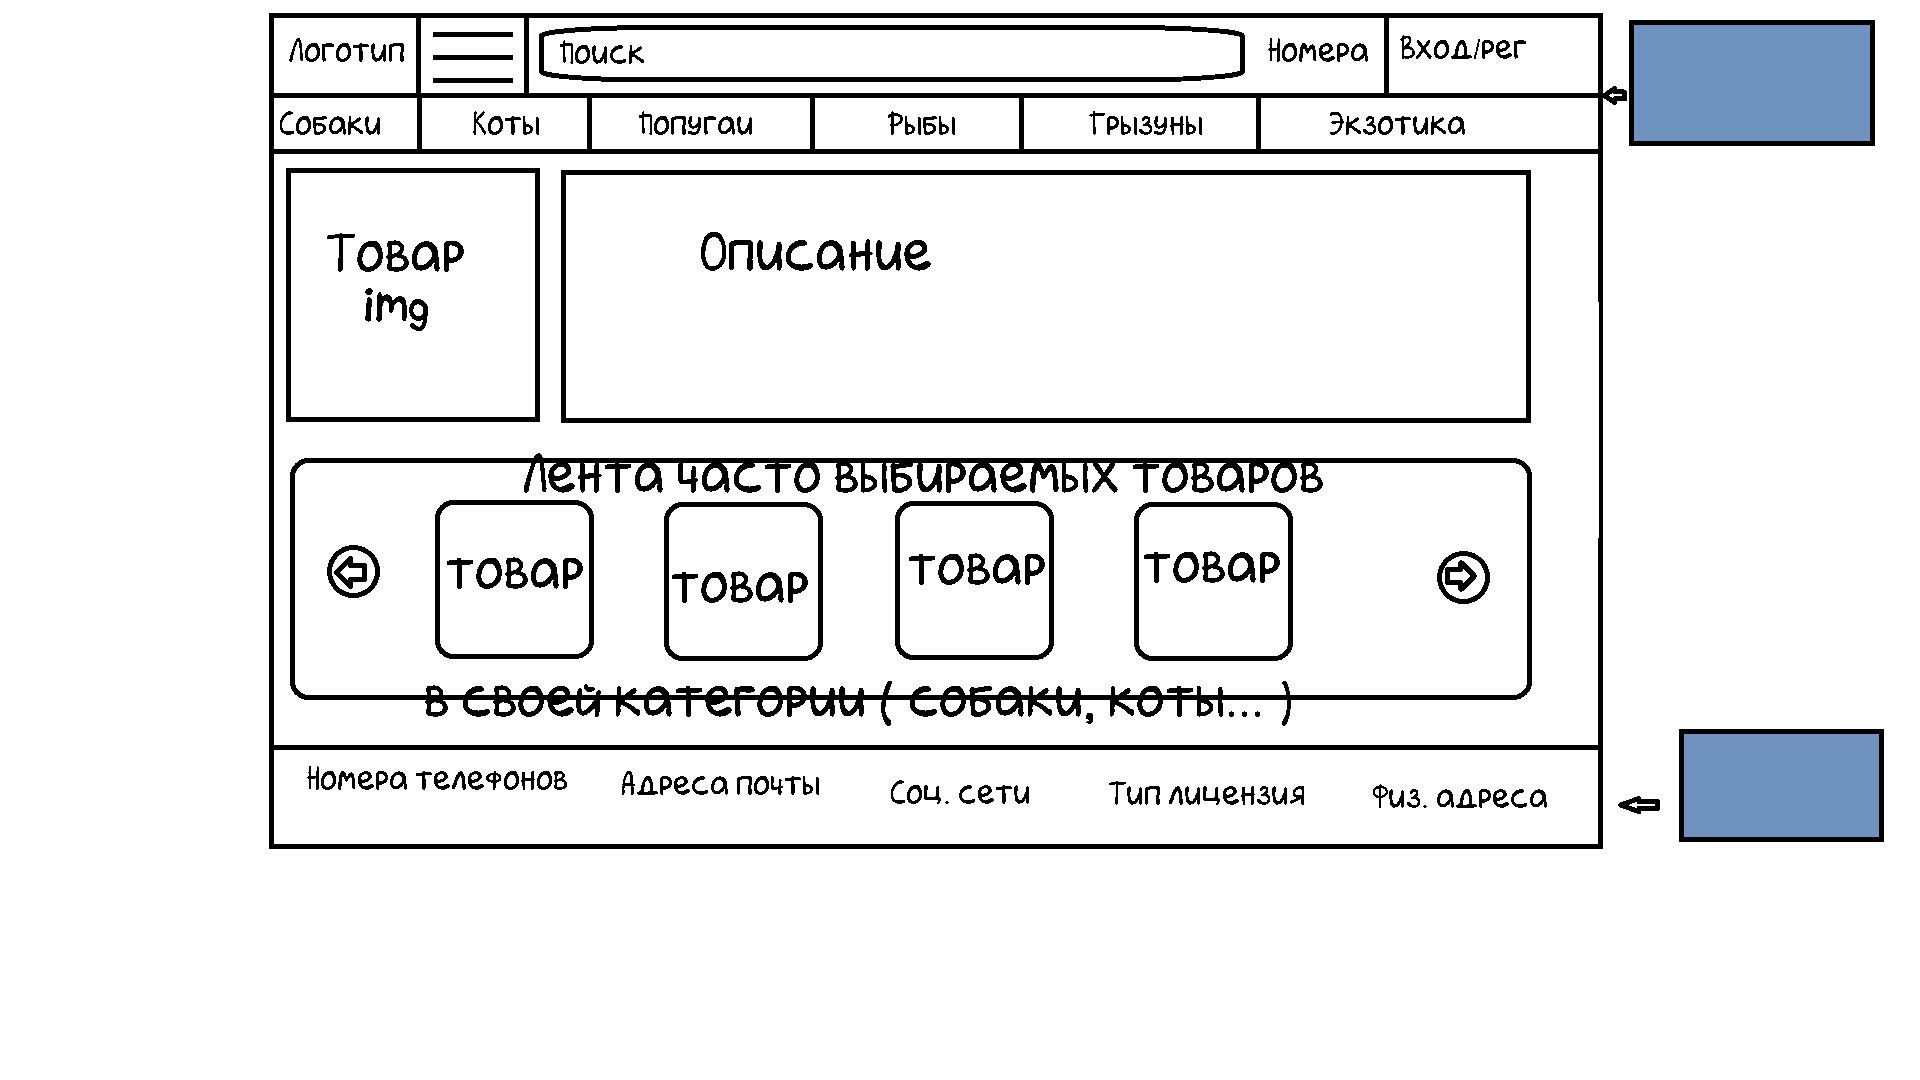 Логотип
Поиск
Номера
Вход/рег
Собаки
Коты
Попугаи
Рыбы
Грызуны
Экзотика
Товар
img
Описание
Лента часто выбираемых товаров
товар
товар
товар
товар
в своей категории ( собаки, коты... )
Номера телефонов
Адреса почты
Соц. сети
Тип лицензия
Физ. адреса